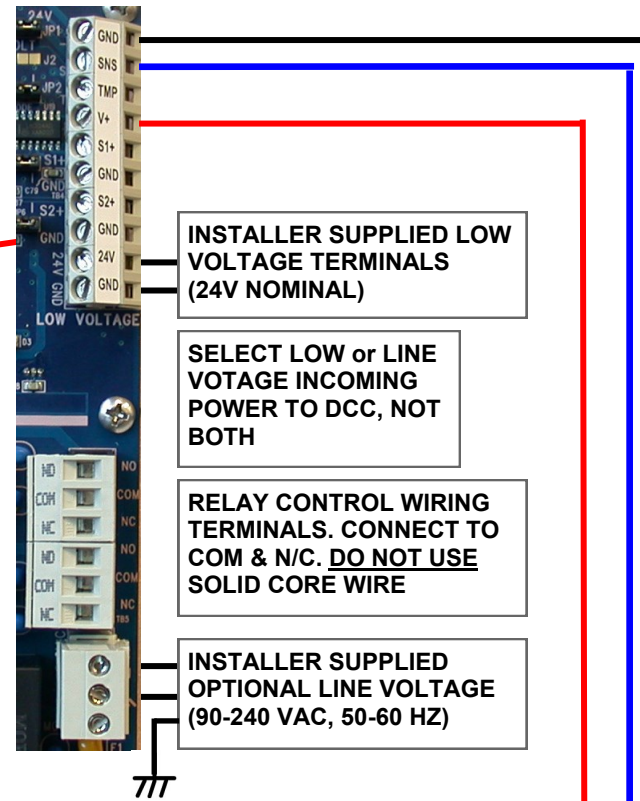 24V
JP1
GND
J2
SNS
JP2
TMP
V+
S1+
S1+
GND
GND
S2+
S2+
GND
GND
24V
24V
GND
GND
LOW VOLTAGE
INSTALLER SUPPLIED LOW
VOLTAGE TERMINALS
(24V NOMINAL)
SELECT LOW or LINE
VOTAGE INCOMING
POWER TO DCC, NOT
BOTH
NO
NO
COM
COM
NC
NC
NO
NO
COM
COM
NC
NC
TB5
RELAY CONTROL WIRING
TERMINALS. CONNECT TO
COM & N/C. DO NOT USE
SOLID CORE WIRE
INSTALLER SUPPLIED
OPTIONAL LINE VOLTAGE
(90-240 VAC, 50-60 HZ)
F1